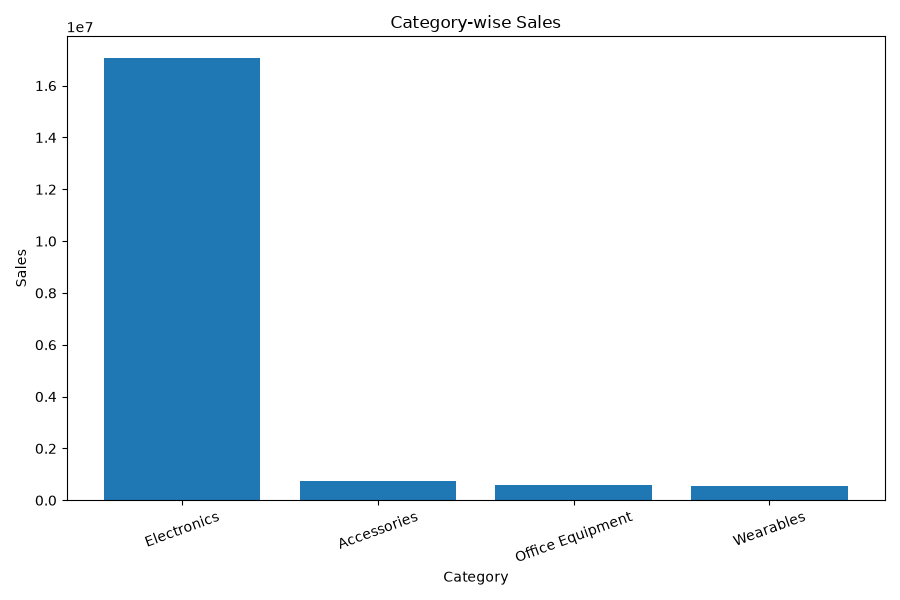 Category-wise Sales
1e7
1.6
1.4
1.2
1.0
0.8
0.6
0.4
0.2
0.0
Sales
Electronics
Accessories
Office Equipment
Wearables
Category